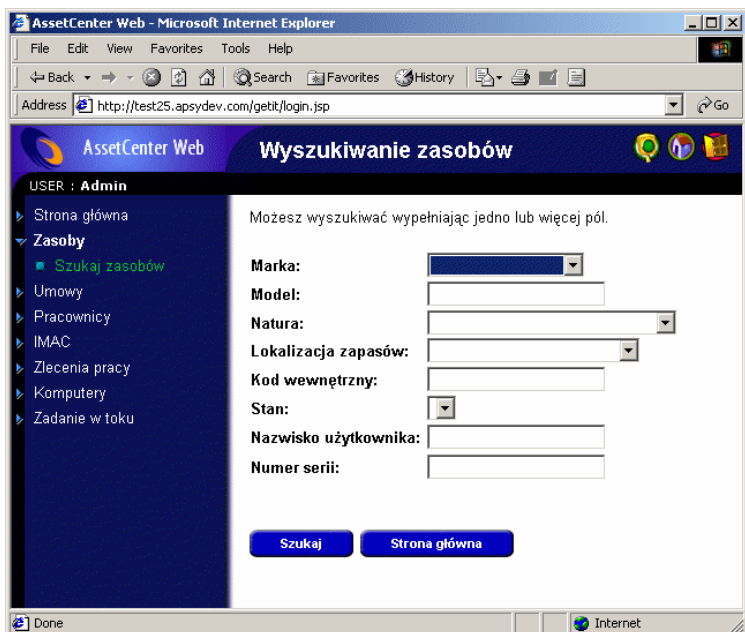 AssetCenter Web - Microsoft Internet Explorer
File Edit View Favorites Tools Help
Back Search Favorites History
Address http://test25.apsydev.com/getit/login.jsp Go
AssetCenter Web Wyszukiwanie zasobów
USER : Admin
Strona główna
Zasoby
Szukaj zasobów
Umowy
Pracownicy
IMAC
Zlecenia pracy
Komputery
Zadanie w toku
Możesz wyszukiwać wypełniając jedno lub więcej pól.
Marka:
Model:
Natura:
Lokalizacja zapasów:
Kod wewnętrzny:
Stan:
Nazwisko użytkownika:
Numer serii:
Szukaj Strona główna
Done Internet